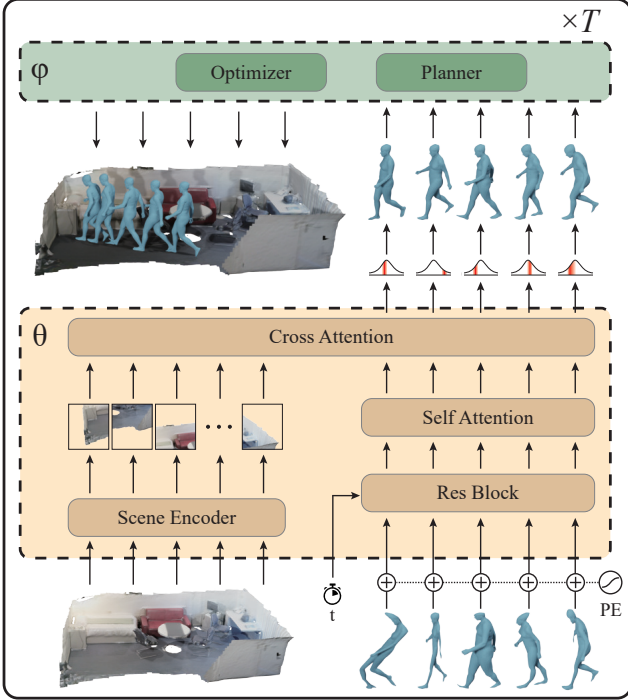 ×T
φ
Optimizer
Planner
θ
Cross Attention
Self Attention
Res Block
Scene Encoder
t
PE